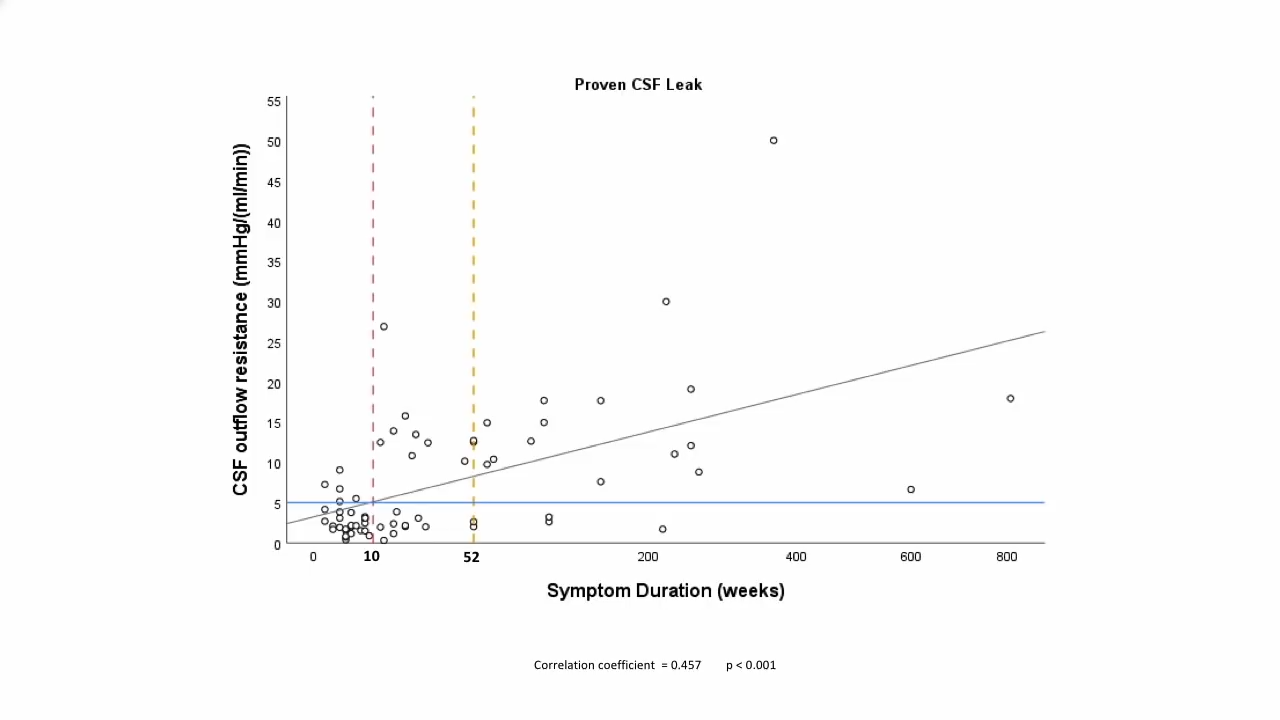 Proven CSF Leak
CSF outflow resistance (mmHg/(ml/min))
55
50
45
40
35
30
25
20
15
10
5
0
0 10 52 200 400 600 800
Symptom Duration (weeks)
Correlation coefficient = 0.457 p < 0.001